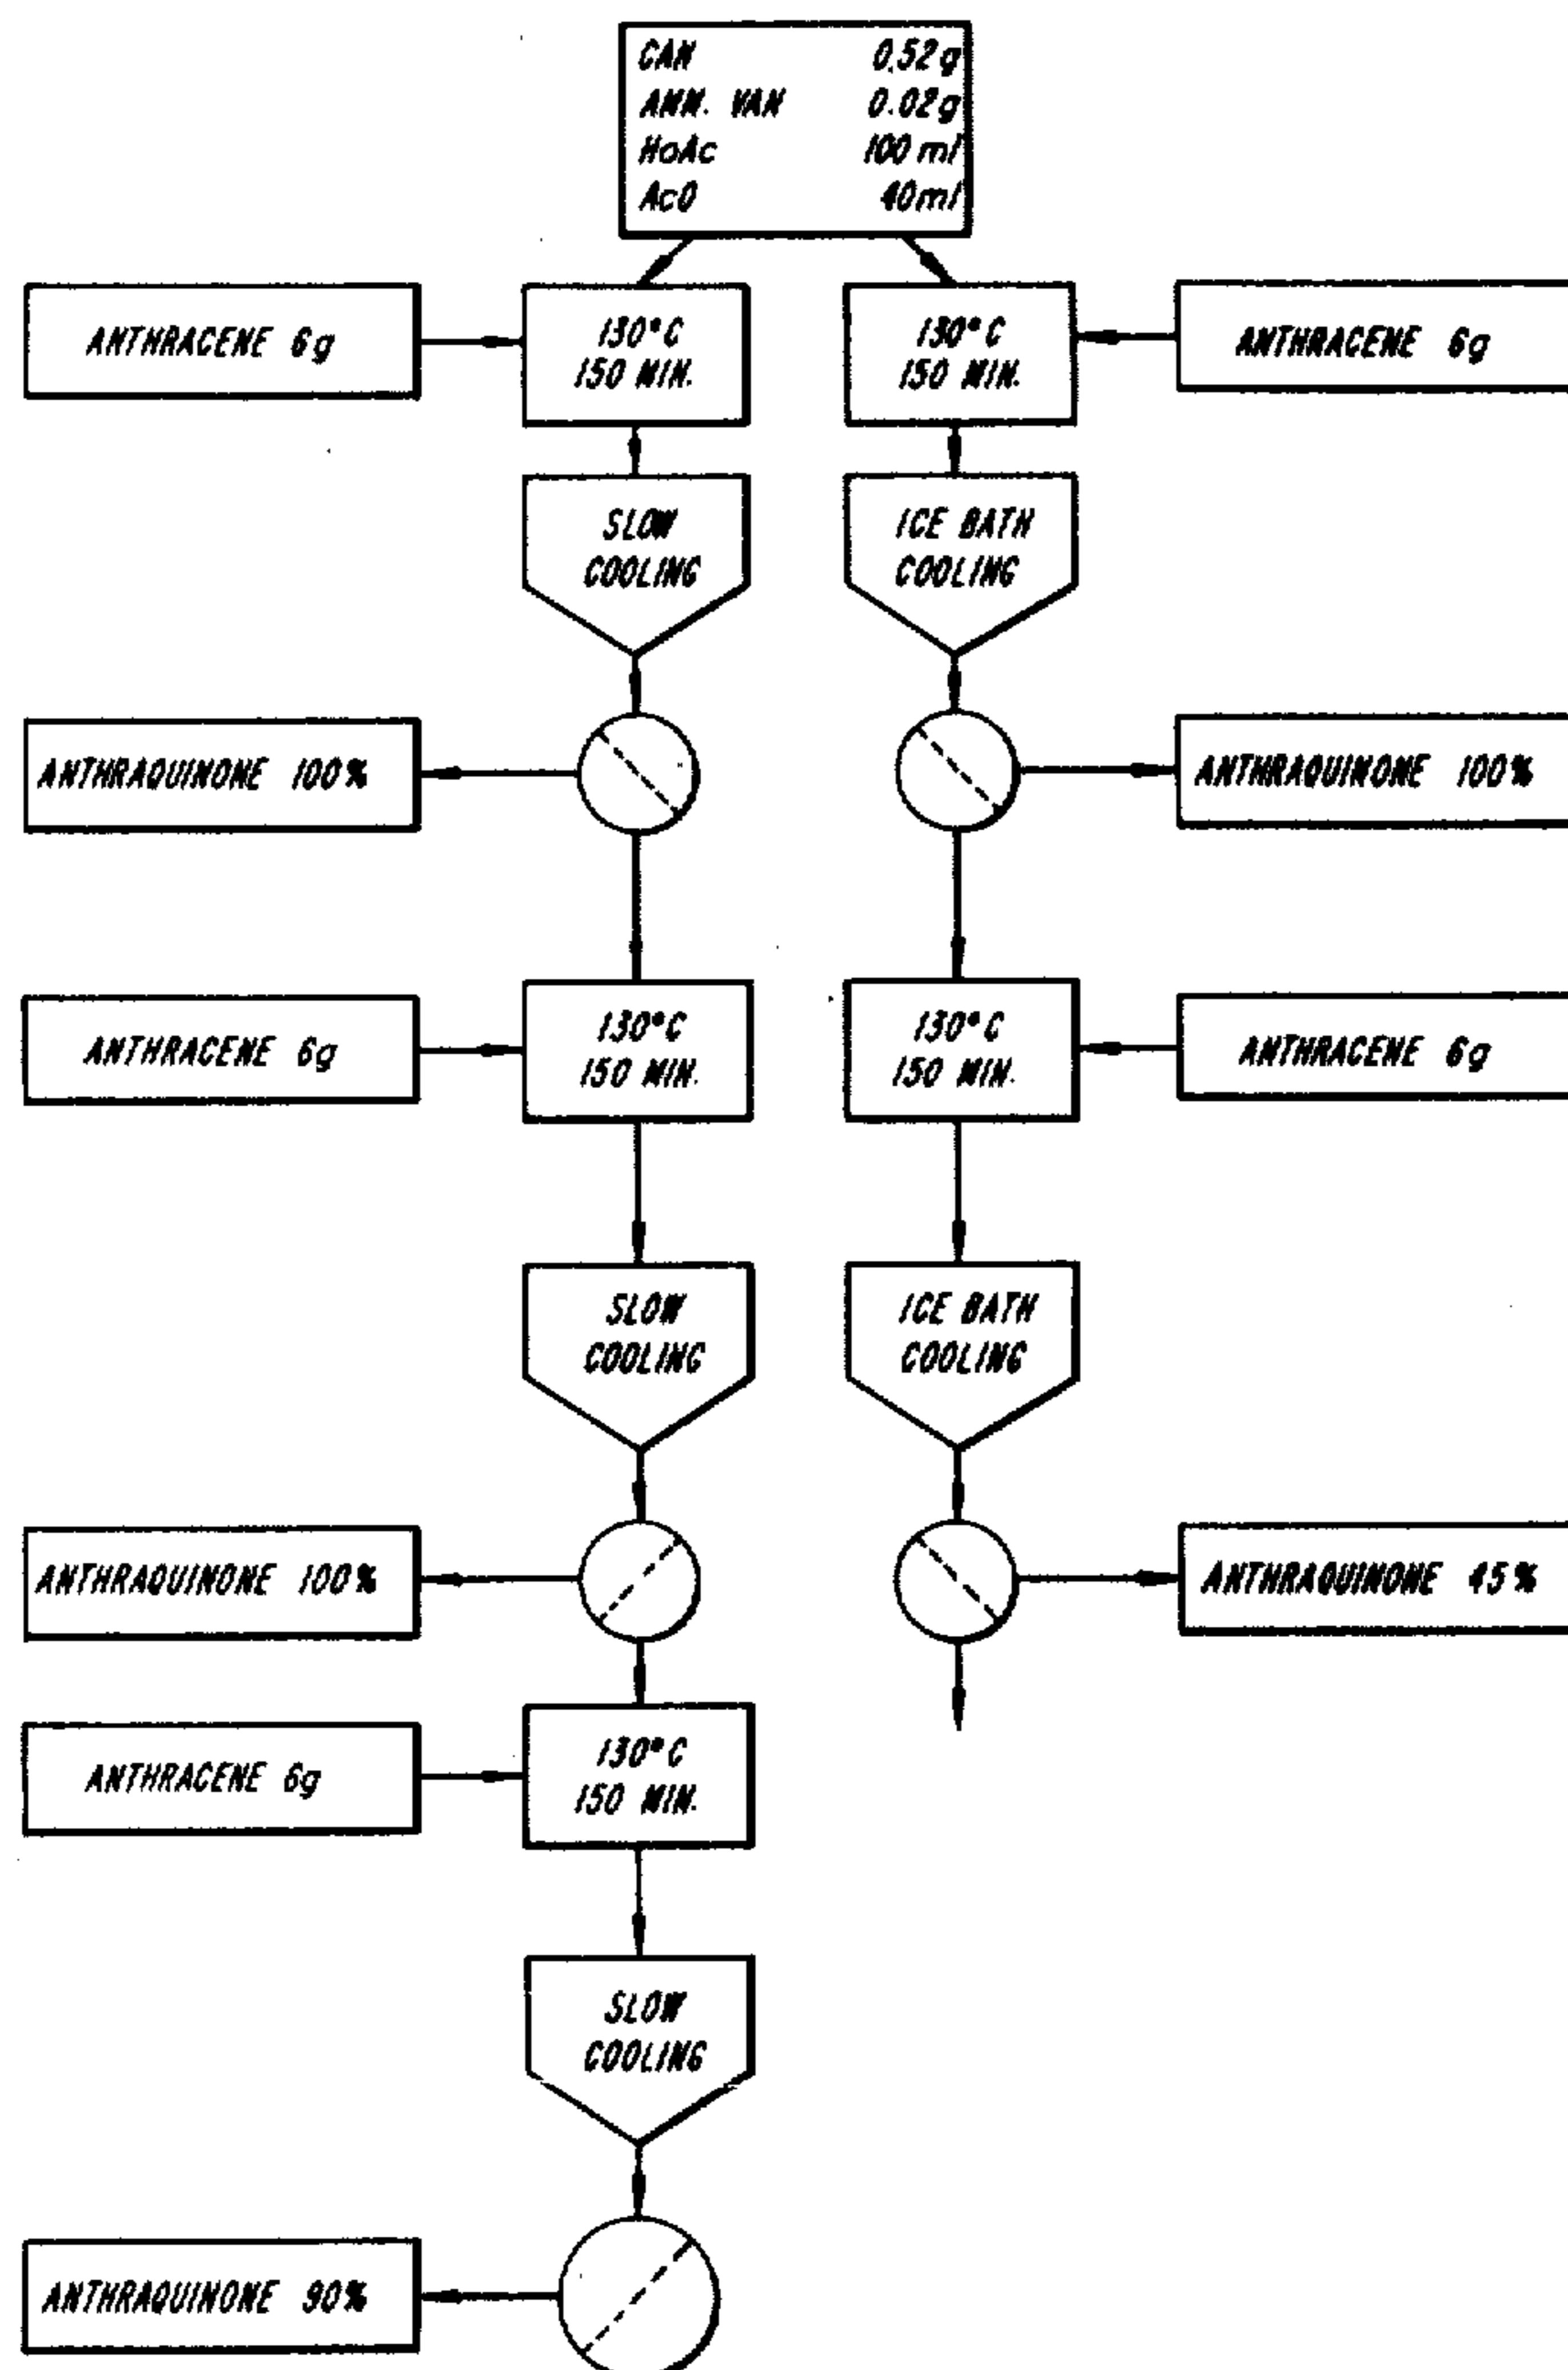 CAN 0.52g
AMM. VAN 0.02g
HoAc 100 ml
AcO 40ml
ANTHRACENE 6g
130°C
150 MIN.
130°C
150 MIN.
ANTHRACENE 6g
SLOW
COOLING
ICE BATH
COOLING
ANTHRAQUINONE 100%
ANTHRAQUINONE 100%
ANTHRACENE 6g
130°C
150 MIN.
130°C
150 MIN.
ANTHRACENE 6g
SLOW
COOLING
ICE BATH
COOLING
ANTHRAQUINONE 100%
ANTHRAQUINONE 45%
ANTHRACENE 6g
130°C
150 MIN.
SLOW
COOLING
ANTHRAQUINONE 90%